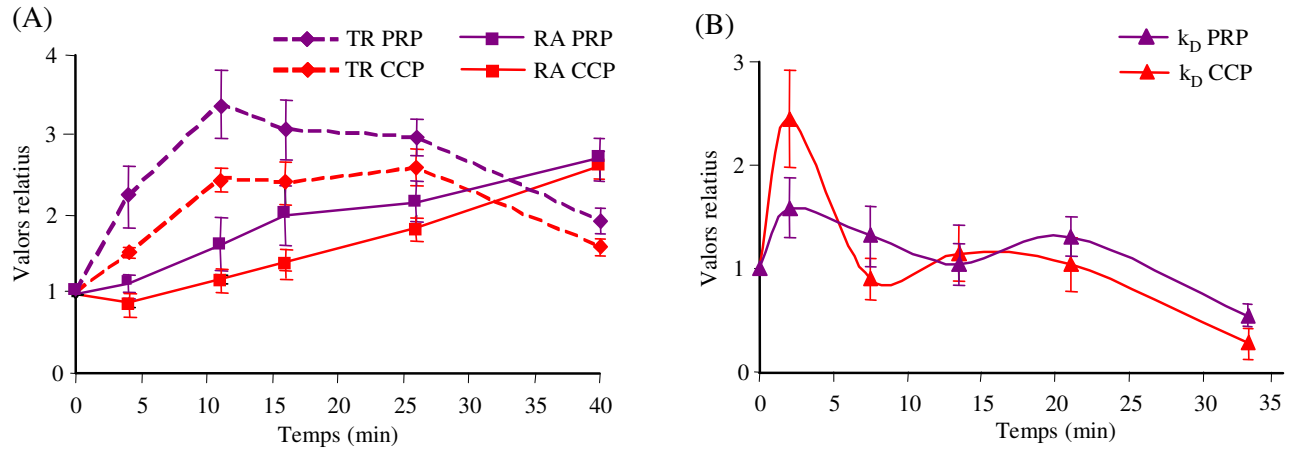 (A)
TR PRP
RA PRP
TR CCP
RA CCP
Valors relatius
4
3
2
1
0
0 5 10 15 20 25 30 35 40
Temps (min)
(B)
k_D PRP
k_D CCP
Valors relatius
3
2
1
0
0 5 10 15 20 25 30 35
Temps (min)